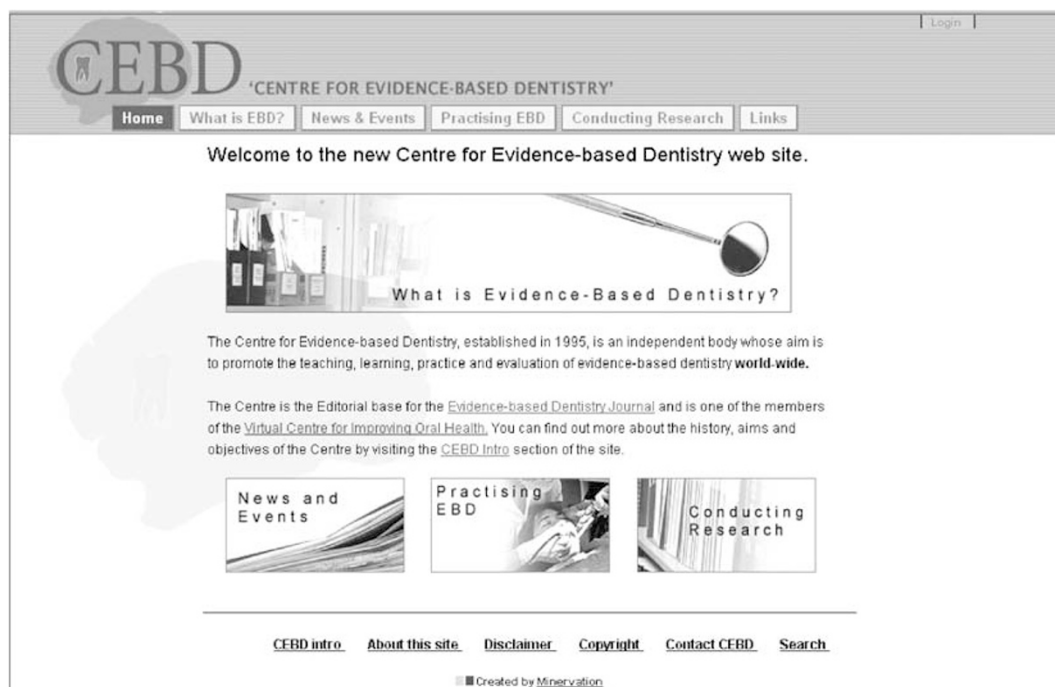 Login
CEBD 'CENTRE FOR EVIDENCE-BASED DENTISTRY'
Home What is EBD? News & Events Practising EBD Conducting Research Links
Welcome to the new Centre for Evidence-based Dentistry web site.
What is Evidence-Based Dentistry?
The Centre for Evidence-based Dentistry, established in 1995, is an independent body whose aim is
to promote the teaching, learning, practice and evaluation of evidence-based dentistry world-wide.
The Centre is the Editorial base for the Evidence-based Dentistry Journal and is one of the members
of the Virtual Centre for Improving Oral Health. You can find out more about the history, aims and
objectives of the Centre by visiting the CEBD Intro section of the site.
News and
Events
Practising
EBD
Conducting
Research
CEBD intro About this site Disclaimer Copyright Contact CEBD Search
Created by Minervation